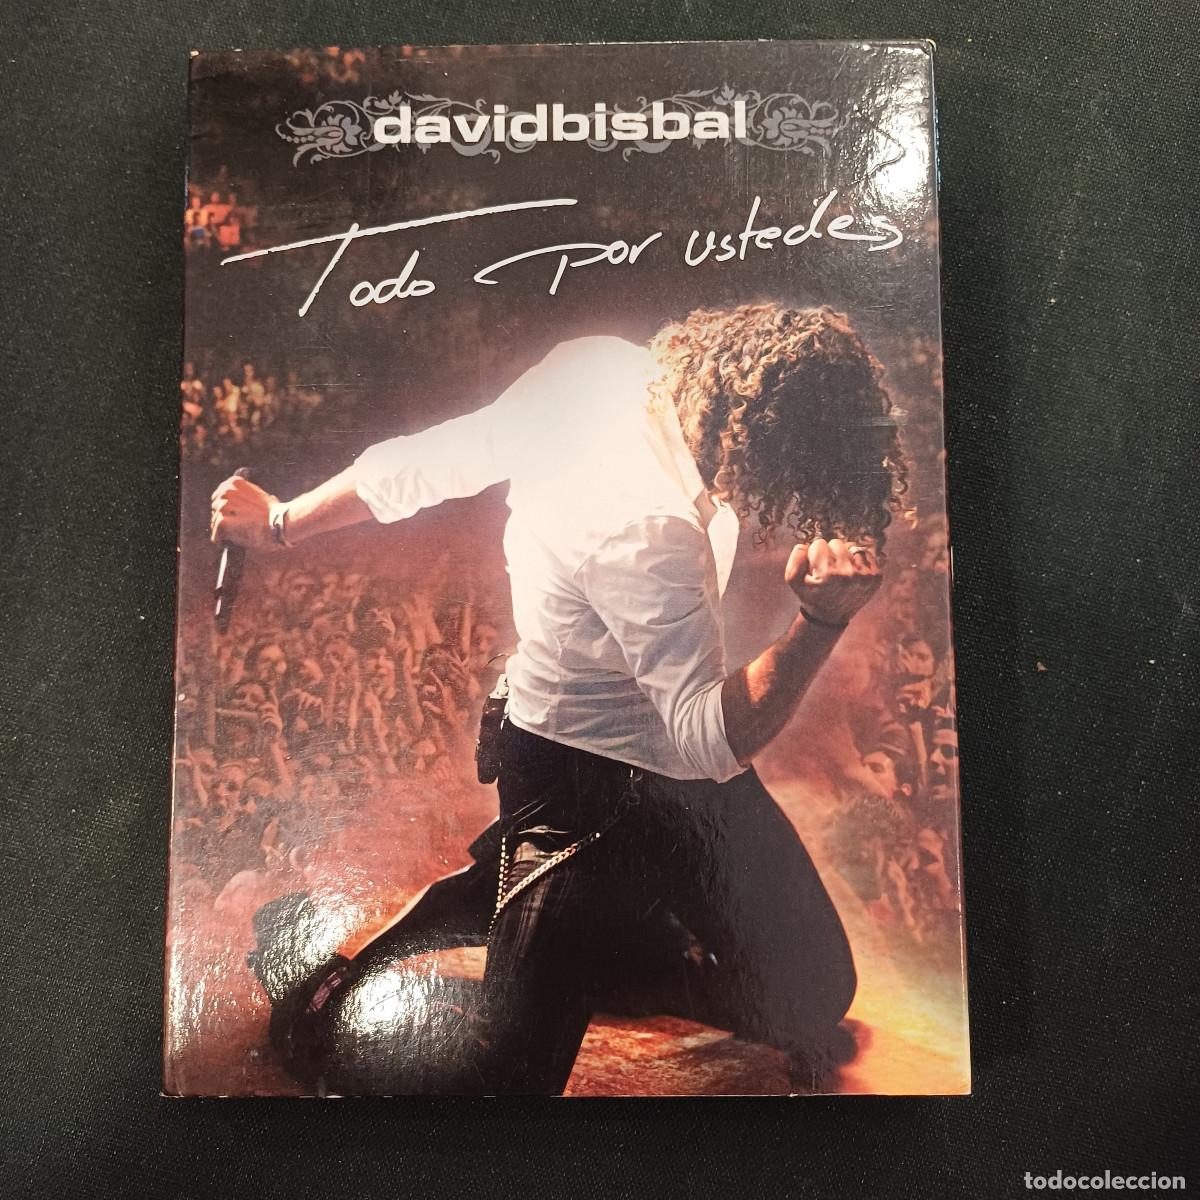 davidbisbal
Todo por ustedes
todocoleccion